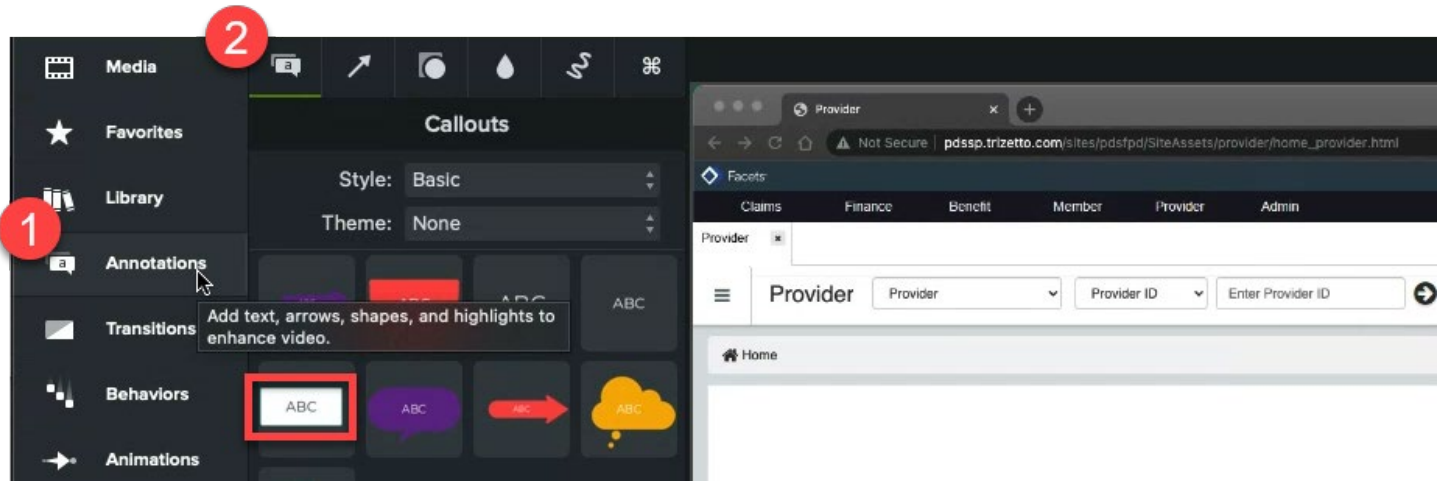 2
1
Media
Favorites
Library
Annotations
Transitions
Behaviors
Animations
a
a
⌘
Callouts
Style: Basic
Theme: None
ABC
ABC
Add text, arrows, shapes, and highlights to
enhance video.
ABC
ABC
ABC
ABC
Provider
Not Secure | pdssp.trizetto.com/sites/pdsfpd/SiteAssets/provider/home_provider.html
Facets
Claims Finance Benefit Member Provider Admin
Provider
Provider Provider Provider ID Enter Provider ID
Home